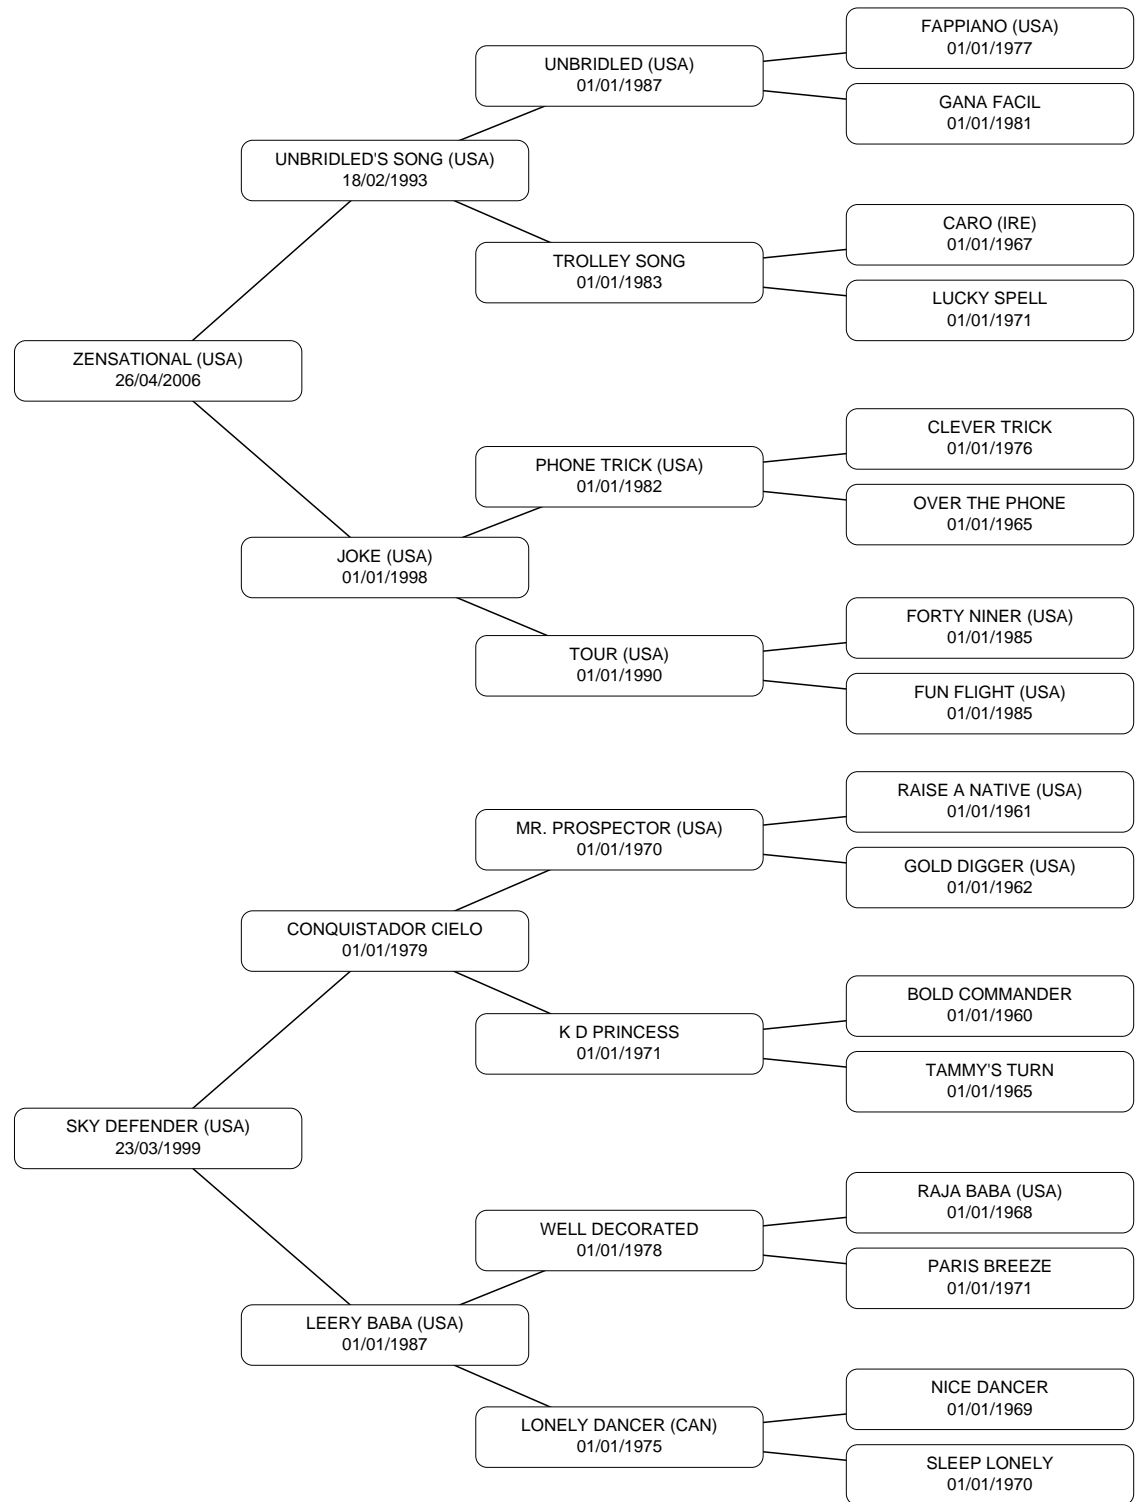 FAPPIANO (USA)
01/01/1977
UNBRIDLED (USA)
01/01/1987
GANA FACIL
01/01/1981
UNBRIDLED'S SONG (USA)
18/02/1993
CARO (IRE)
01/01/1967
TROLLEY SONG
01/01/1983
LUCKY SPELL
01/01/1971
ZENSATIONAL (USA)
26/04/2006
CLEVER TRICK
01/01/1976
PHONE TRICK (USA)
01/01/1982
OVER THE PHONE
01/01/1965
JOKE (USA)
01/01/1998
FORTY NINER (USA)
01/01/1985
TOUR (USA)
01/01/1990
FUN FLIGHT (USA)
01/01/1985
RAISE A NATIVE (USA)
01/01/1961
MR. PROSPECTOR (USA)
01/01/1970
GOLD DIGGER (USA)
01/01/1962
CONQUISTADOR CIELO
01/01/1979
BOLD COMMANDER
01/01/1960
K D PRINCESS
01/01/1971
TAMMY'S TURN
01/01/1965
SKY DEFENDER (USA)
23/03/1999
RAJA BABA (USA)
01/01/1968
WELL DECORATED
01/01/1978
PARIS BREEZE
01/01/1971
LEERY BABA (USA)
01/01/1987
NICE DANCER
01/01/1969
LONELY DANCER (CAN)
01/01/1975
SLEEP LONELY
01/01/1970